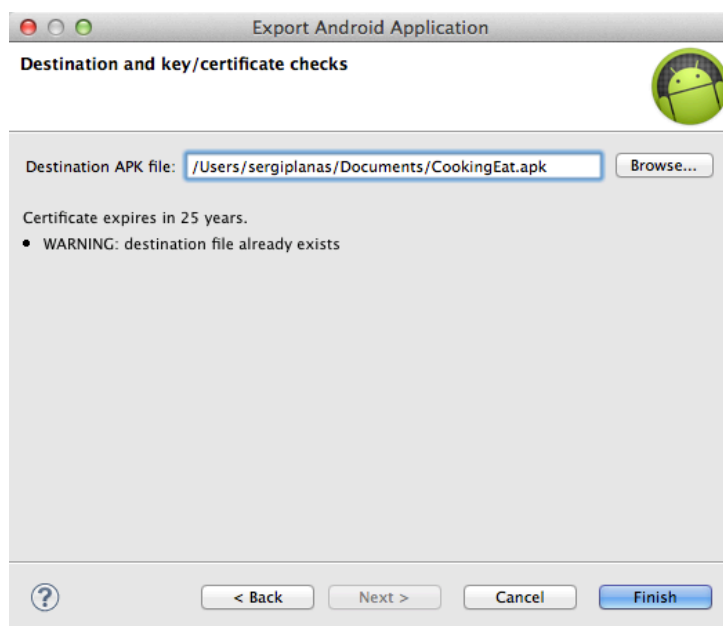 Export Android Application
Destination and key/certificate checks
Destination APK file: /Users/sergiplanas/Documents/CookingEat.apk Browse...
Certificate expires in 25 years.
• WARNING: destination file already exists
? < Back Next > Cancel Finish